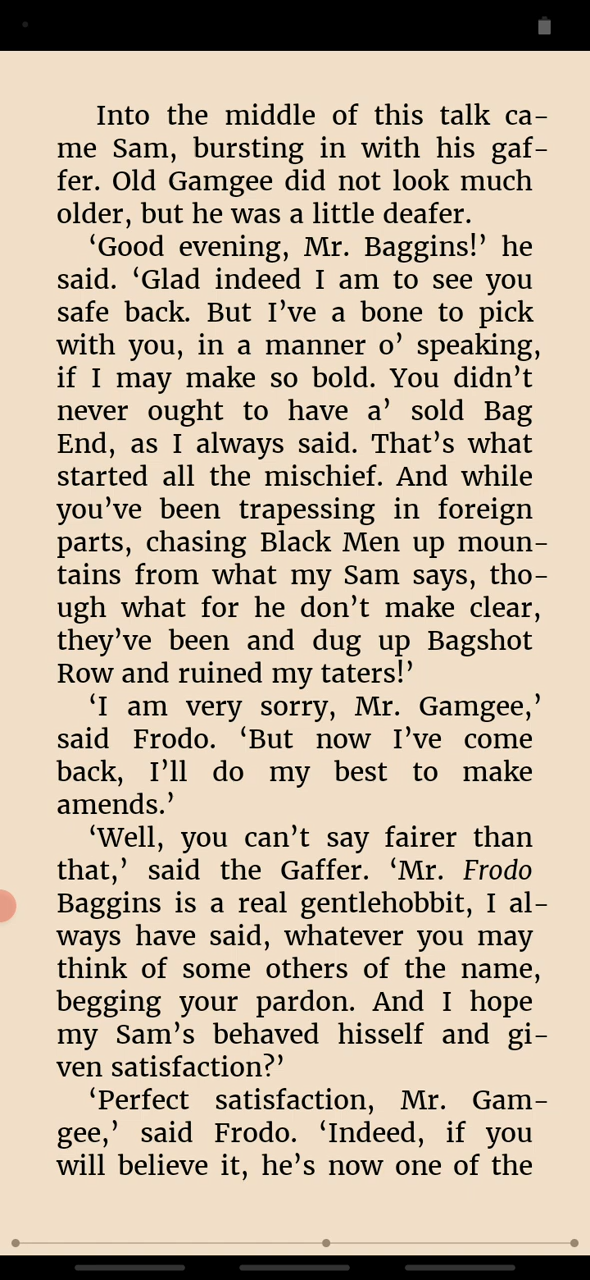 Into the middle of this talk ca-
me Sam, bursting in with his gaf-
fer. Old Gamgee did not look much
older, but he was a little deafer.
‘Good evening, Mr. Baggins!’ he
said. ‘Glad indeed I am to see you
safe back. But I’ve a bone to pick
with you, in a manner o’ speaking,
if I may make so bold. You didn’t
never ought to have a’ sold Bag
End, as I always said. That’s what
started all the mischief. And while
you’ve been trapessing in foreign
parts, chasing Black Men up moun-
tains from what my Sam says, tho-
ugh what for he don’t make clear,
they’ve been and dug up Bagshot
Row and ruined my taters!’
‘I am very sorry, Mr. Gamgee,’
said Frodo. ‘But now I’ve come
back, I’ll do my best to make
amends.’
‘Well, you can’t say fairer than
that,’ said the Gaffer. ‘Mr. Frodo
Baggins is a real gentlehobbit, I al-
ways have said, whatever you may
think of some others of the name,
begging your pardon. And I hope
my Sam’s behaved hisself and gi-
ven satisfaction?’
‘Perfect satisfaction, Mr. Gam-
gee,’ said Frodo. ‘Indeed, if you
will believe it, he’s now one of the